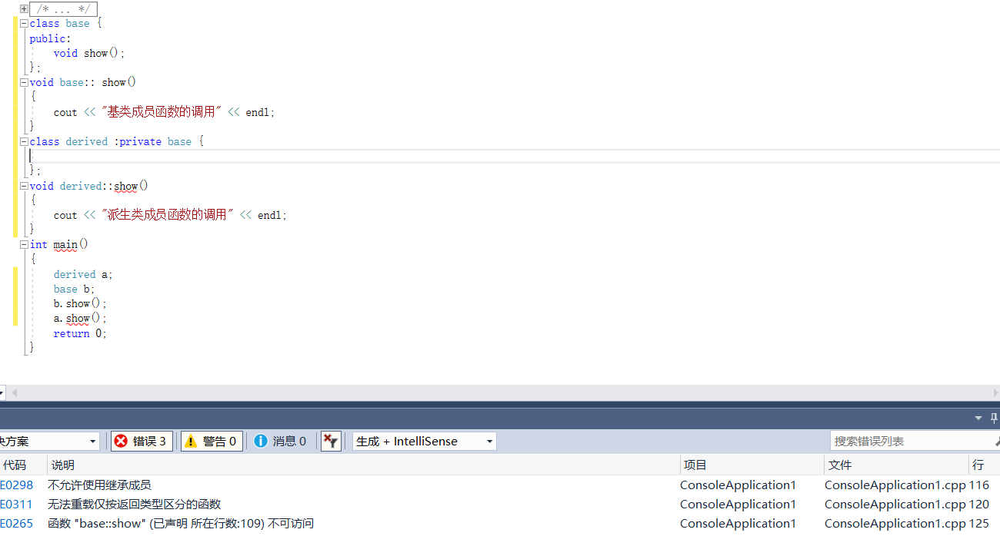 /* ... */
class base {
public:
void show();
};
void base:: show()
{
cout << "基类成员函数的调用" << endl;
}
class derived :private base {
};
void derived::show()
{
cout << "派生类成员函数的调用" << endl;
}
int main()
{
derived a;
base b;
b.show();
a.show();
return 0;
}
决方案 错误 3 警告 0 消息 0 生成 + IntelliSense 搜索错误列表
代码 说明 项目 文件 行
E0298 不允许使用继承成员 ConsoleApplication1 ConsoleApplication1.cpp 116
E0311 无法重载仅按返回类型区分的函数 ConsoleApplication1 ConsoleApplication1.cpp 120
E0265 函数 "base::show" (已声明 所在行数:109) 不可访问 ConsoleApplication1 ConsoleApplication1.cpp 125